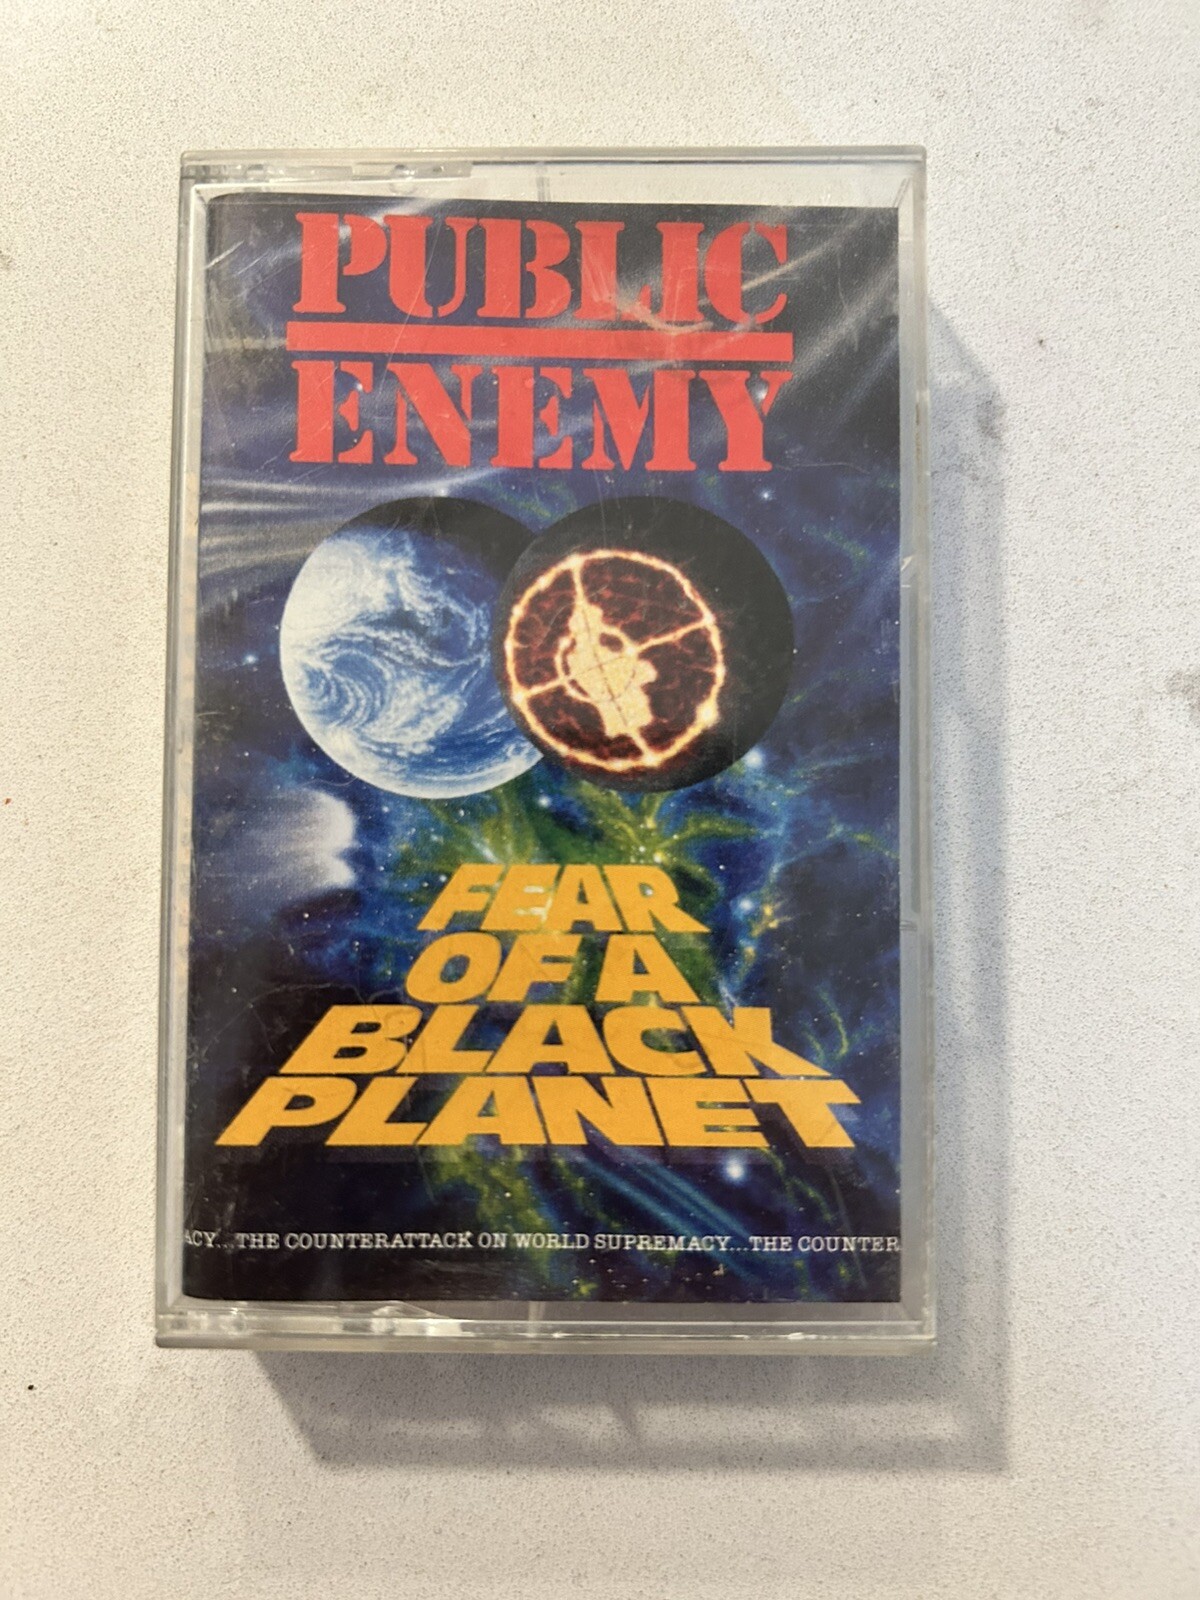 PUBLIC
ENEMY
FEAR
OF A
BLACK
PLANET
ACY...THE COUNTERATTACK ON WORLD SUPREMACY...THE COUNTER